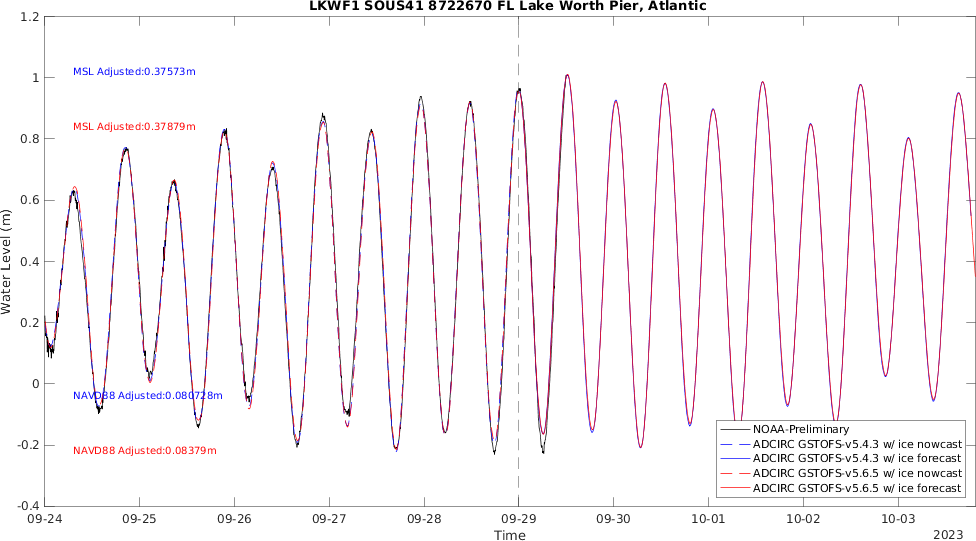 LKWF1 SOUS41 8722670 FL Lake Worth Pier, Atlantic
1.2
1
0.8
0.6
0.4
0.2
0
-0.2
-0.4
Water Level (m)
MSL Adjusted:0.37573m
MSL Adjusted:0.37879m
NAVD88 Adjusted:0.080728m
NAVD88 Adjusted:0.08379m
NOAA-Preliminary
ADCIRC GSTOFS-v5.4.3 w/ ice nowcast
ADCIRC GSTOFS-v5.4.3 w/ ice forecast
ADCIRC GSTOFS-v5.6.5 w/ ice nowcast
ADCIRC GSTOFS-v5.6.5 w/ ice forecast
09-24 09-25 09-26 09-27 09-28 09-29 09-30 10-01 10-02 10-03
Time
2023